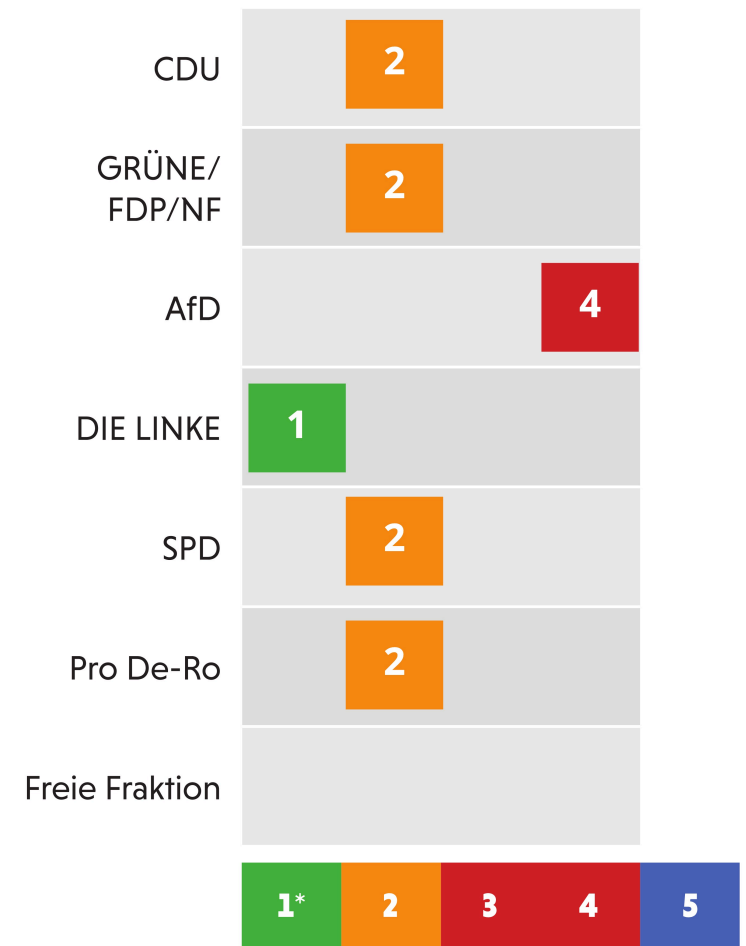 CDU
2
GRÜNE/
FDP/NF
2
AfD
4
DIE LINKE
1
SPD
2
Pro De-Ro
2
Freie Fraktion
1* 2 3 4 5